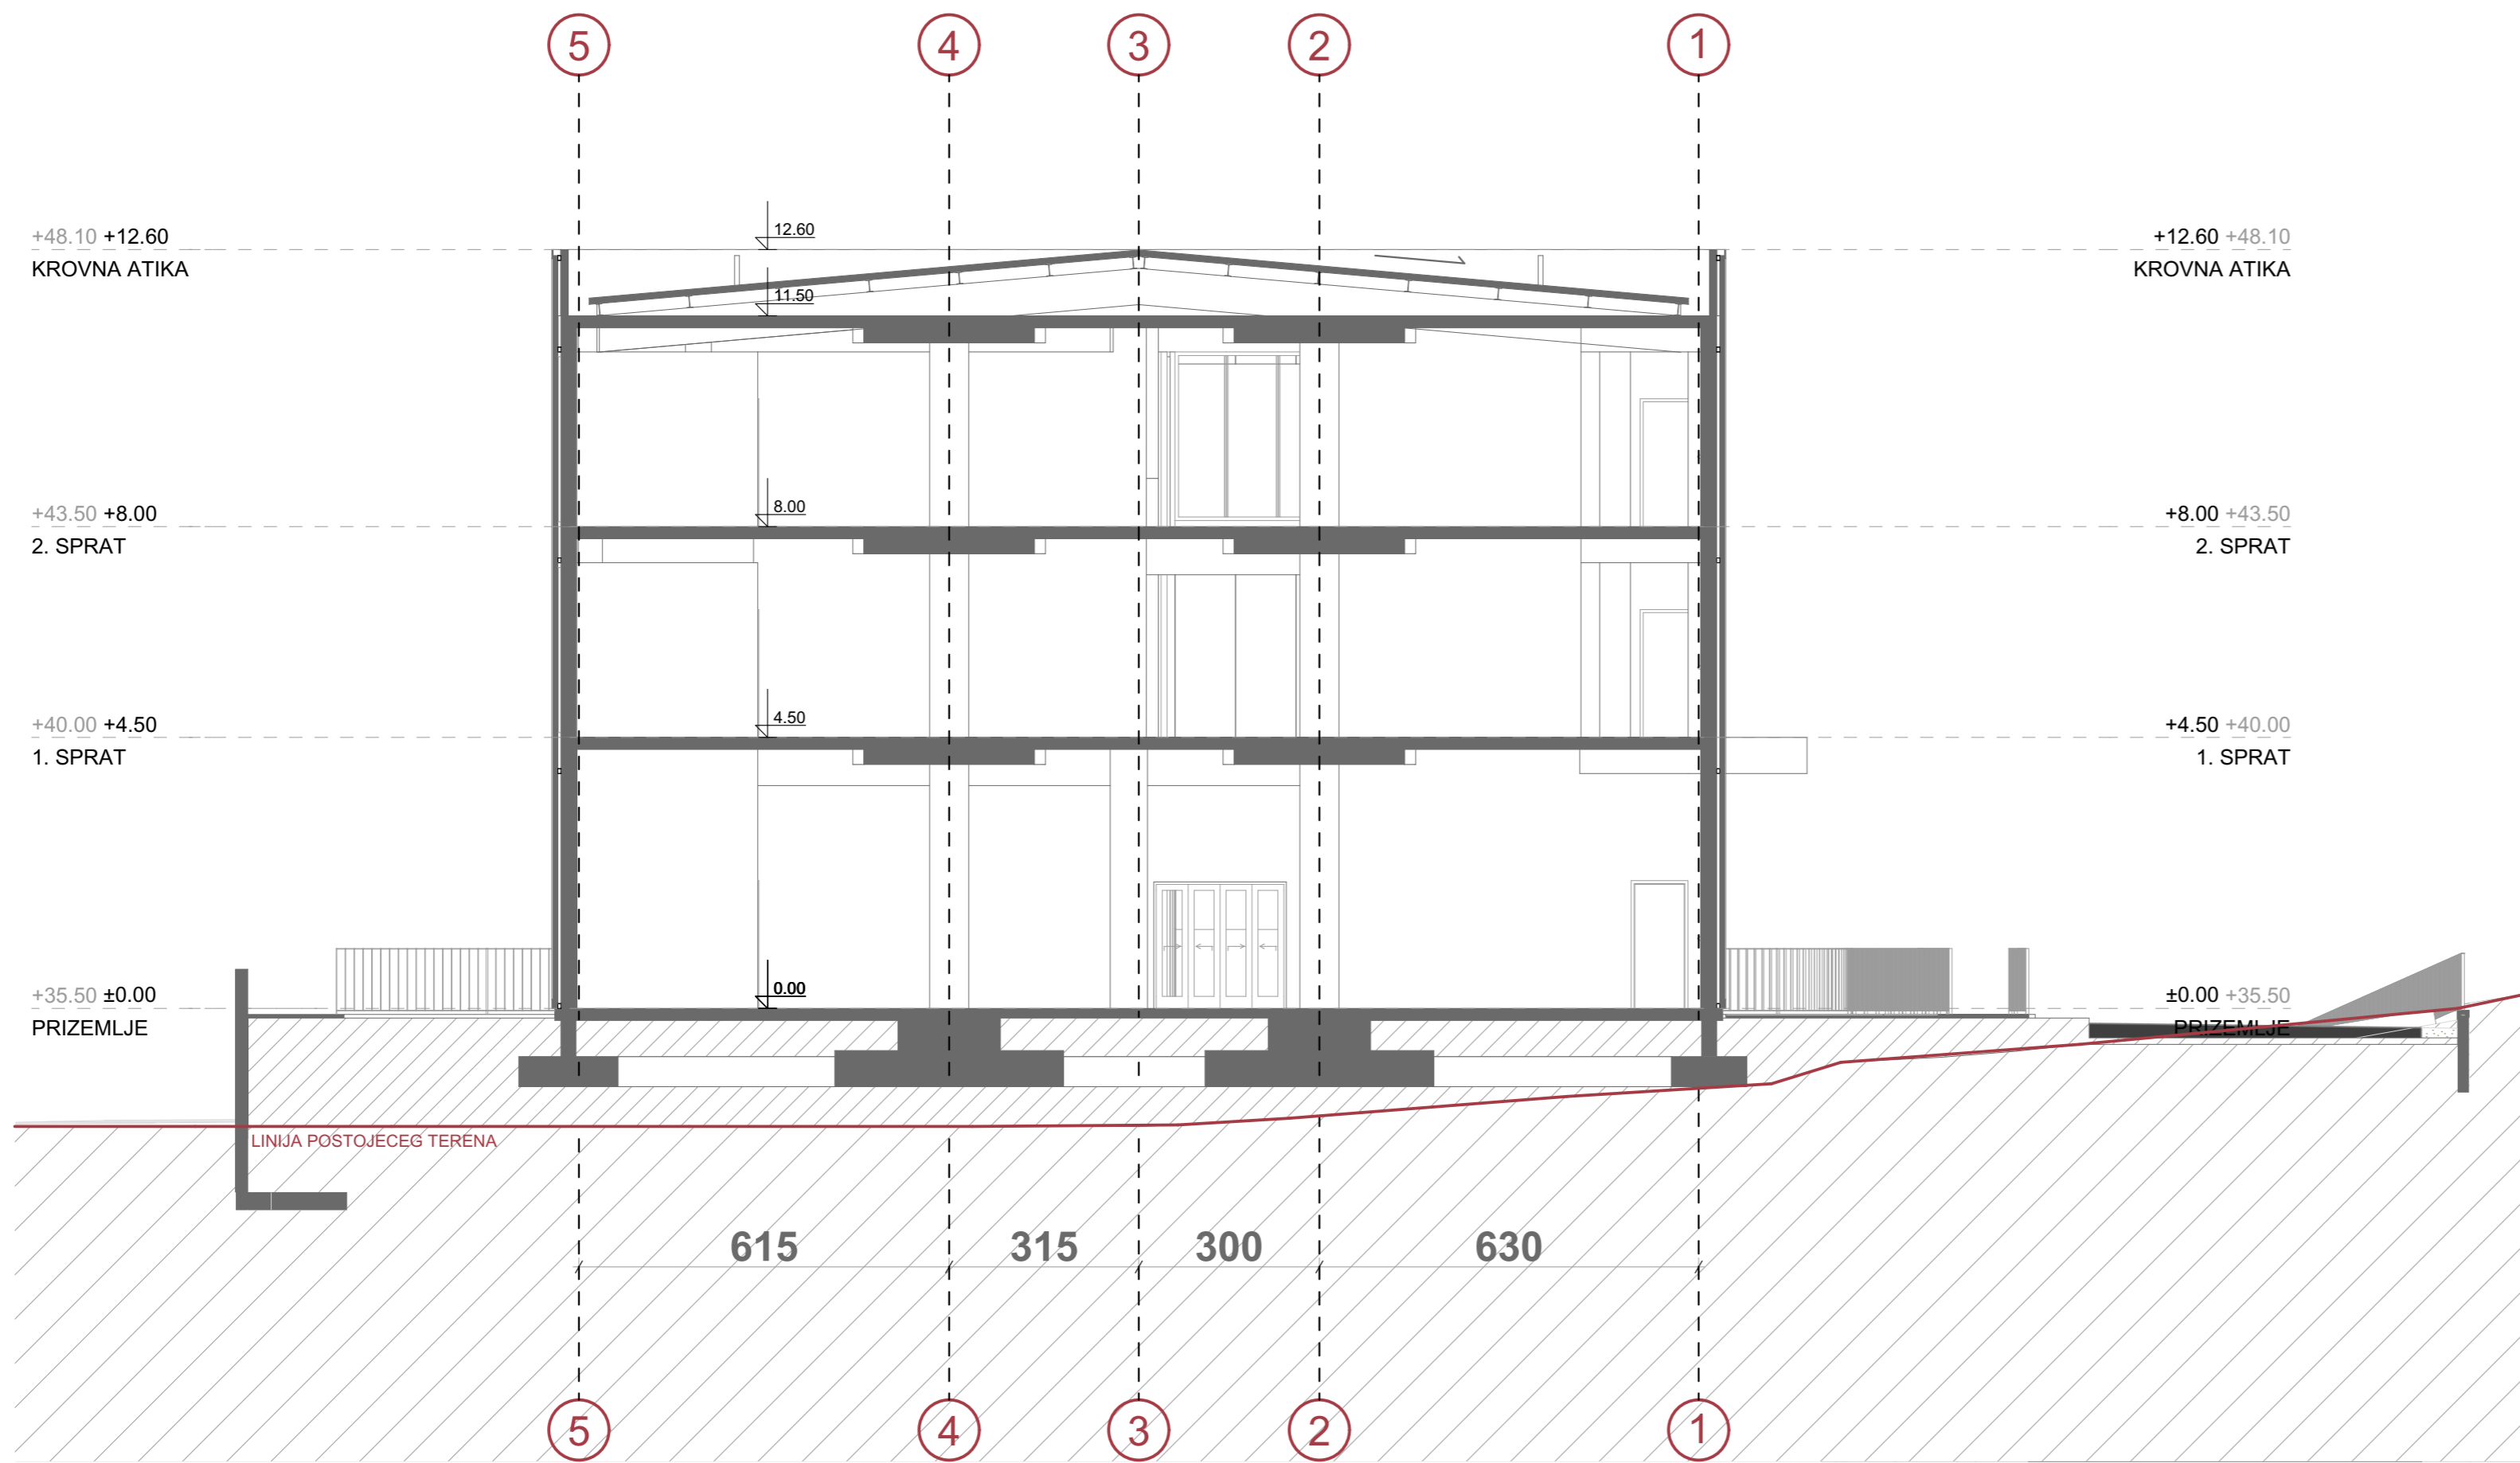 5 4 3 2 1
+48.10 +12.60
KROVNA ATIKA
12.60
+12.60 +48.10
KROVNA ATIKA
11.50
+43.50 +8.00
2. SPRAT
8.00
+8.00 +43.50
2. SPRAT
+40.00 +4.50
1. SPRAT
4.50
+4.50 +40.00
1. SPRAT
+35.50 ±0.00
PRIZEMLJE
0.00
±0.00 +35.50
PRIZEMLJE
LINIJA POSTOJECEG TERENA
615 315 300 630
5 4 3 2 1